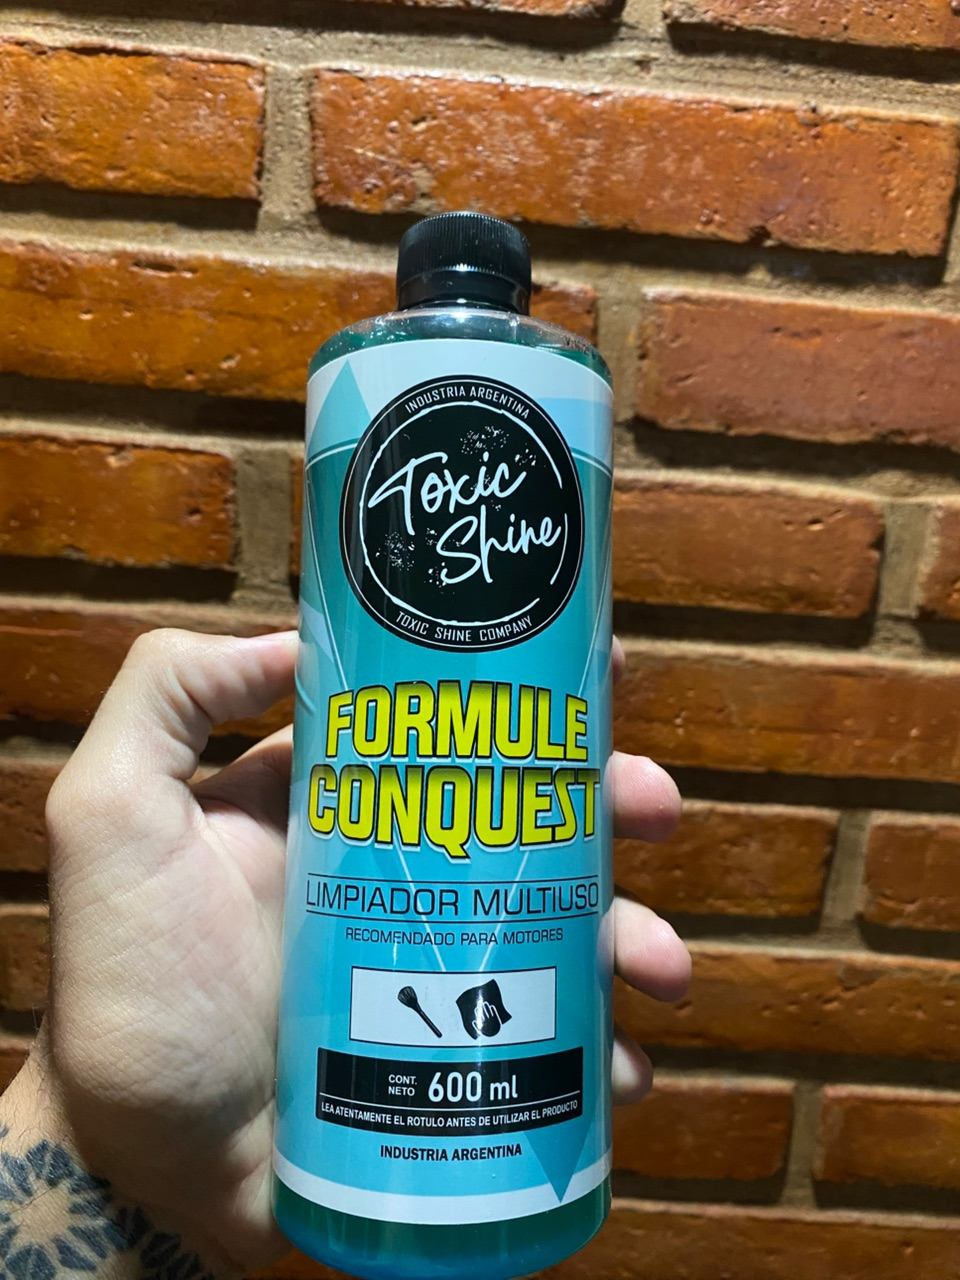 INDUSTRIA ARGENTINA
Toxic
Shine
TOXIC SHINE COMPANY
FORMULE
CONQUEST
LIMPIADOR MULTIUSO
RECOMENDADO PARA MOTORES
CONT.
NETO
600 ml
LEA ATENTAMENTE EL ROTULO ANTES DE UTILIZAR EL PRODUCTO
INDUSTRIA ARGENTINA